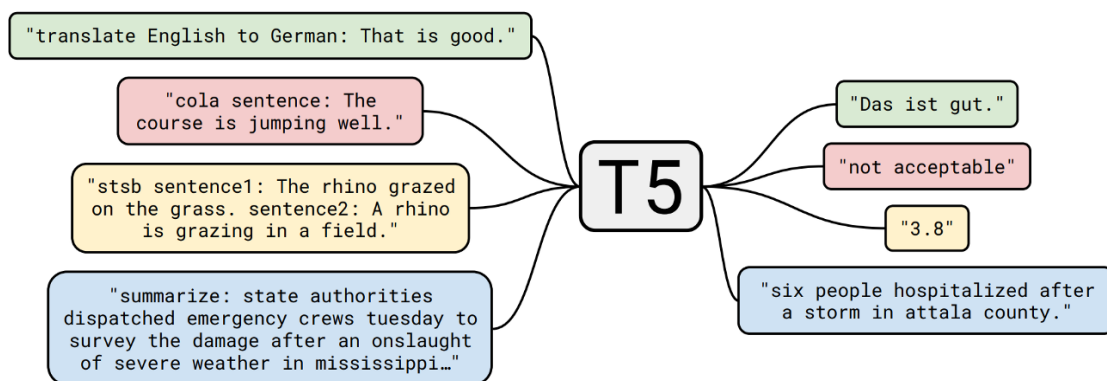 "translate English to German: That is good."
"cola sentence: The
course is jumping well."
"stsb sentence1: The rhino grazed
on the grass. sentence2: A rhino
is grazing in a field."
"summarize: state authorities
dispatched emergency crews tuesday to
survey the damage after an onslaught
of severe weather in mississippi…"
T5
"Das ist gut."
"not acceptable"
"3.8"
"six people hospitalized after
a storm in attala county."